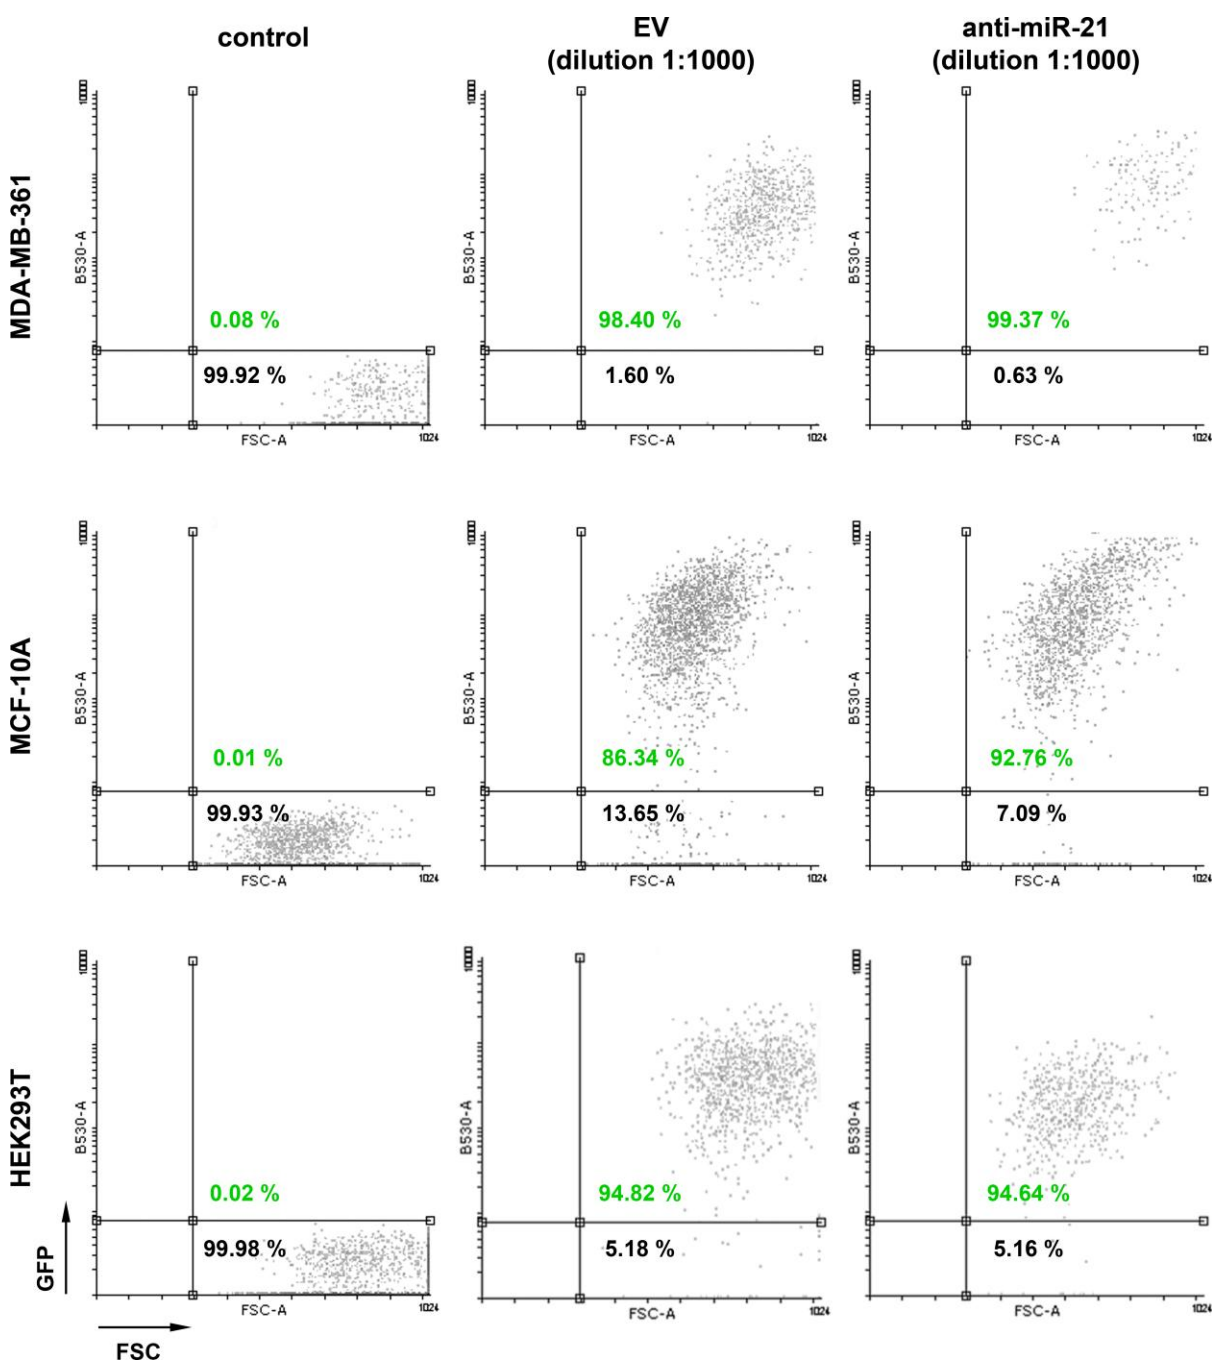 control
EV
(dilution 1:1000)
anti-miR-21
(dilution 1:1000)
MDA-MB-361
B530-A
0.08 %
99.92 %
FSC-A
1024
B530-A
98.40 %
1.60 %
FSC-A
1024
B530-A
99.37 %
0.63 %
FSC-A
1024
MCF-10A
B530-A
0.01 %
99.93 %
FSC-A
1024
B530-A
86.34 %
13.65 %
FSC-A
1024
B530-A
92.76 %
7.09 %
FSC-A
1024
HEK293T
B530-A
0.02 %
99.98 %
FSC-A
1024
B530-A
94.82 %
5.18 %
FSC-A
1024
B530-A
94.64 %
5.16 %
FSC-A
1024
GFP
FSC